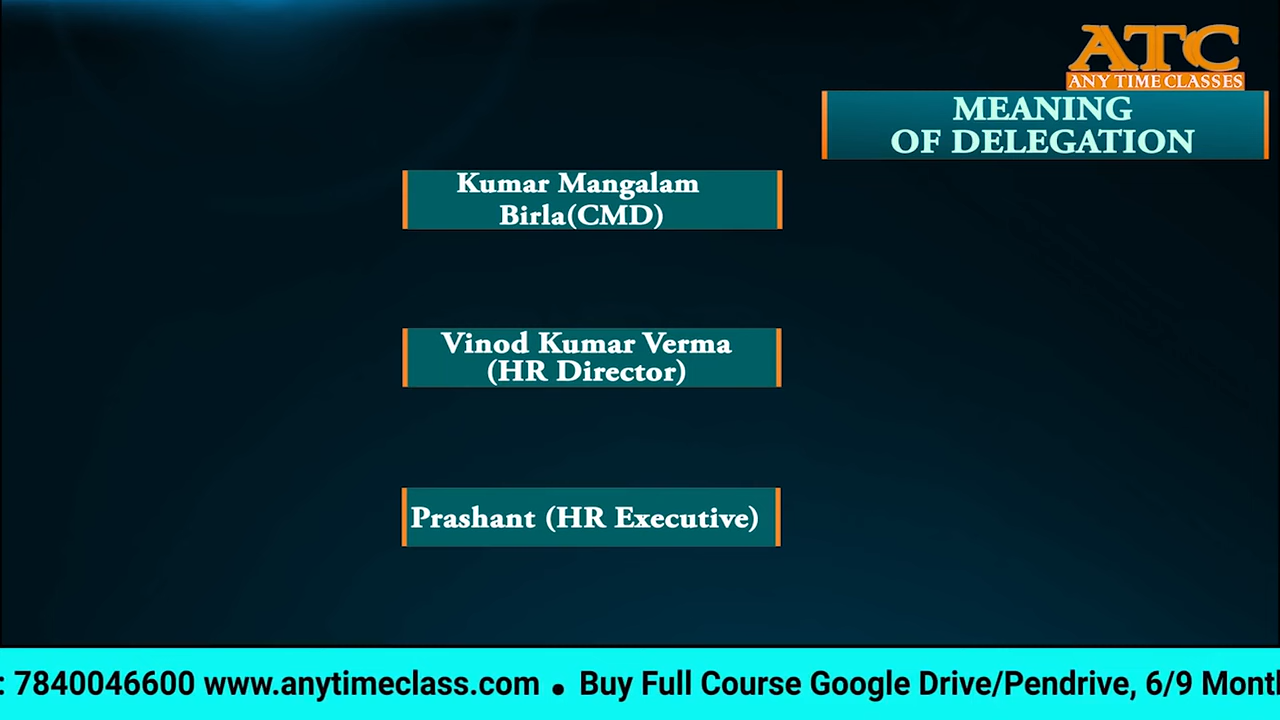 ATC
ANY TIME CLASSES
MEANING
OF DELEGATION
Kumar Mangalam
Birla(CMD)
Vinod Kumar Verma
(HR Director)
Prashant (HR Executive)
: 7840046600 www.anytimeclass.com • Buy Full Course Google Drive/Pendrive, 6/9 Month